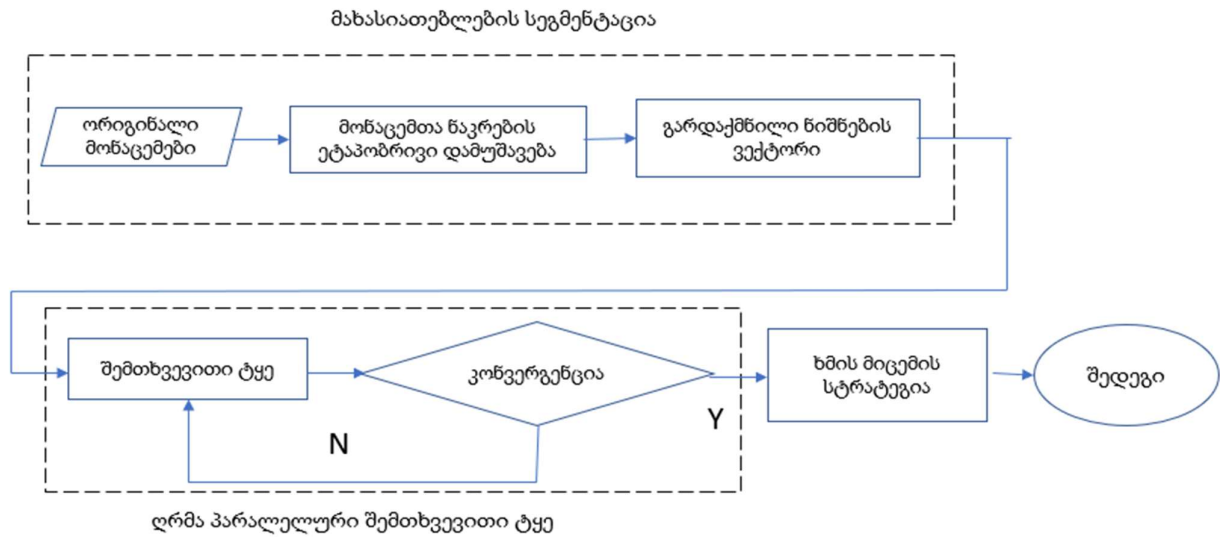 მახასიათებლების სეგმენტაცია
ორიგინალი
მონაცემები
მონაცემთა ნაკრების
ეტაპობრივი დამუშავება
გარდაქმნილი ნიშნების
ვექტორი
შემთხვევითი ტყე
კონვერგენცია
N
Y
ხმის მიცემის
სტრატეგია
შედეგი
ღრმა პარალელური შემთხვევითი ტყე